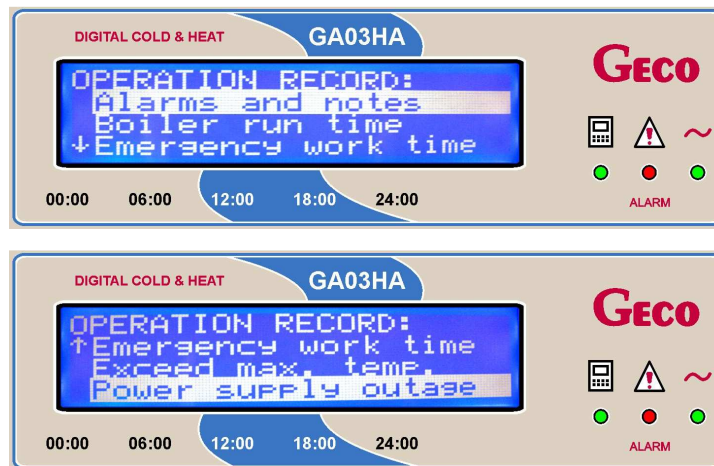 DIGITAL COLD & HEAT
GA03HA
GECO
OPERATION RECORD:
Alarms and notes
Boiler run time
↓Emergency work time
00:00 06:00 12:00 18:00 24:00
ALARM
DIGITAL COLD & HEAT
GA03HA
GECO
OPERATION RECORD:
↑Emergency work time
Exceed max. temp.
Power supply outage
00:00 06:00 12:00 18:00 24:00
ALARM